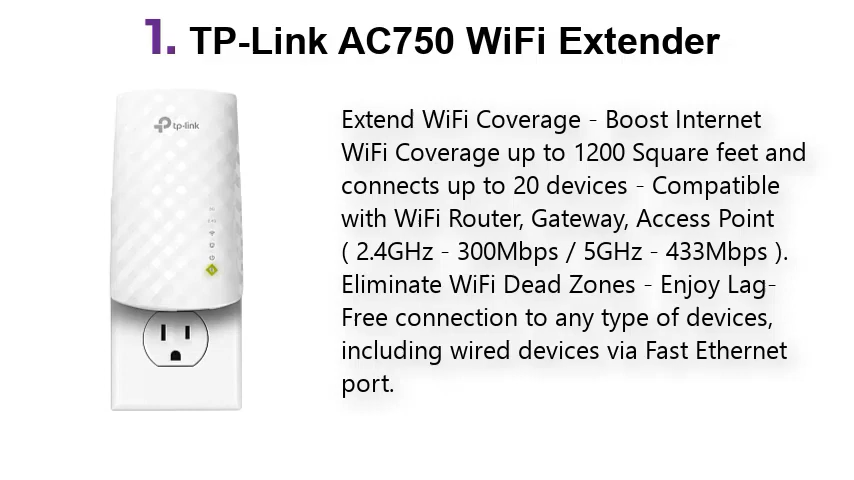 1. TP-Link AC750 WiFi Extender
tp-link
Extend WiFi Coverage - Boost Internet
WiFi Coverage up to 1200 Square feet and
connects up to 20 devices - Compatible
with WiFi Router, Gateway, Access Point
( 2.4GHz - 300Mbps / 5GHz - 433Mbps ).
Eliminate WiFi Dead Zones - Enjoy Lag-
Free connection to any type of devices,
including wired devices via Fast Ethernet
port.